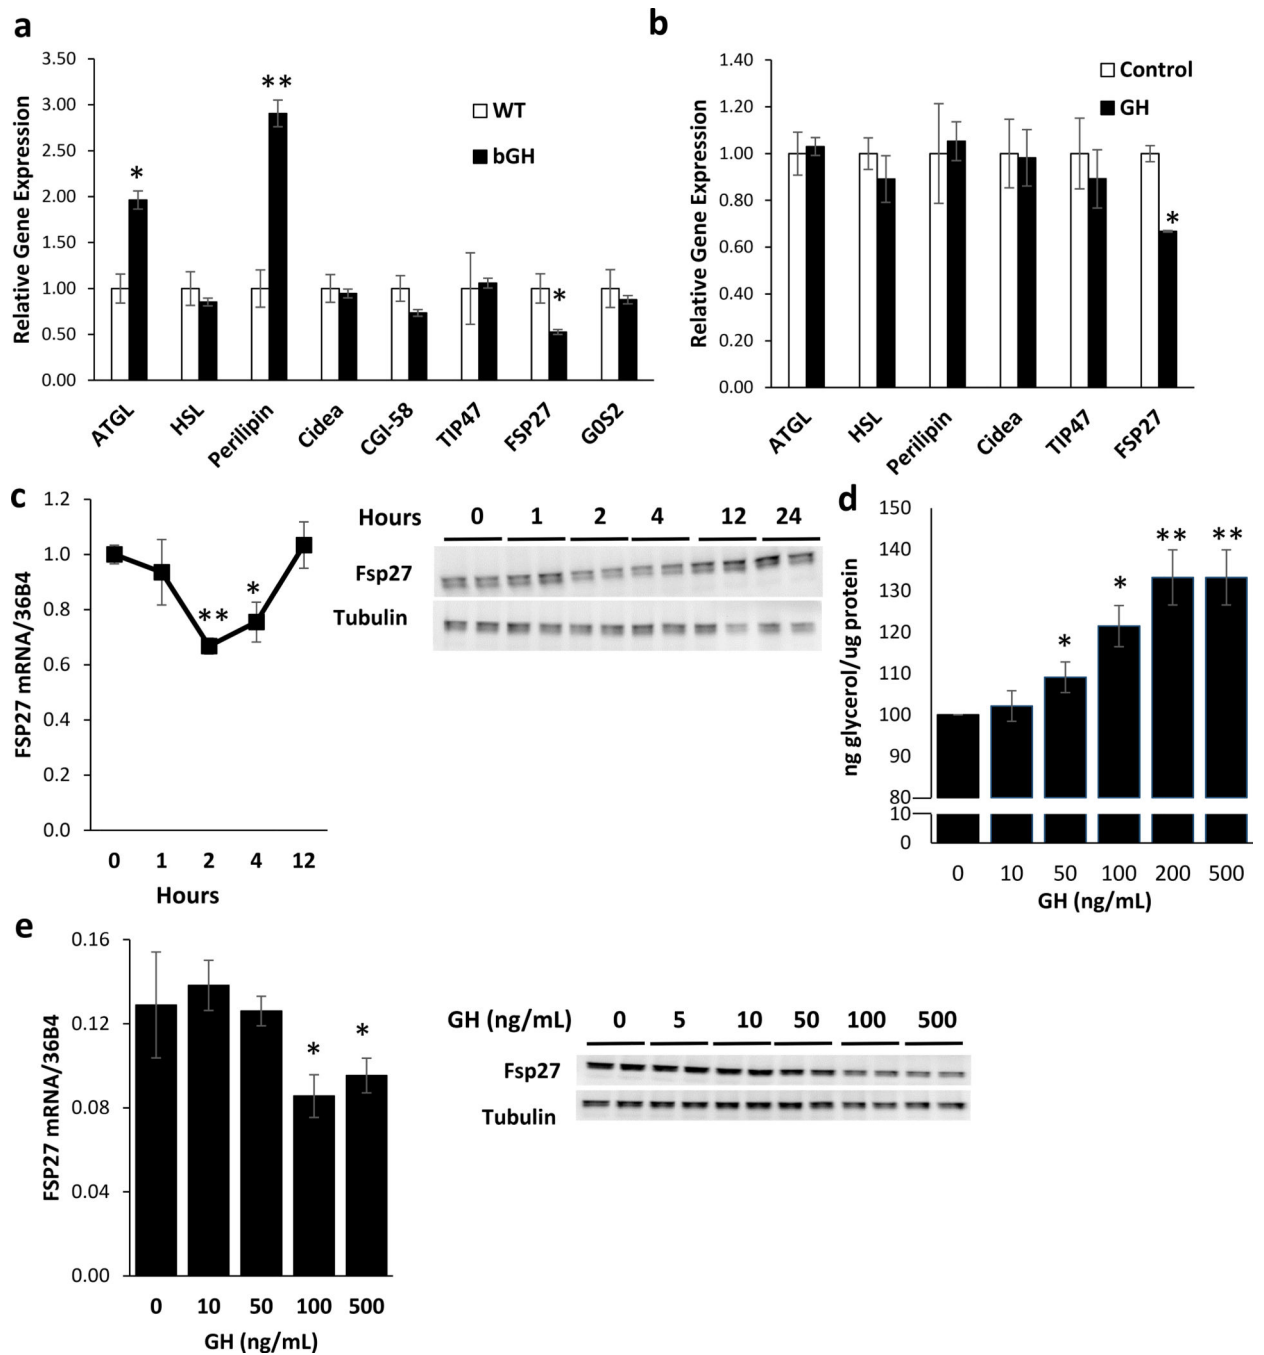 a
3.50
3.00
2.50
2.00
1.50
1.00
0.50
0.00
Relative Gene Expression
*
**
*
WT
bGH
ATGL
HSL
Perilipin
Cidea
CGI-58
TIP47
FSP27
G0S2
b
1.40
1.20
1.00
0.80
0.60
0.40
0.20
0.00
Relative Gene Expression
Control
GH
*
ATGL
HSL
Perilipin
Cidea
TIP47
FSP27
c
1.2
1.0
0.8
0.6
0.4
0.2
0.0
FSP27 mRNA/36B4
**
*
0 1 2 4 12
Hours
Hours 0 1 2 4 12 24
Fsp27
Tubulin
d
150
140
130
120
110
100
90
80
10
0
ng glycerol/ug protein
*
*
**
**
0 10 50 100 200 500
GH (ng/mL)
e
0.16
0.12
0.08
0.04
0.00
FSP27 mRNA/36B4
*
*
0 10 50 100 500
GH (ng/mL)
GH (ng/mL) 0 5 10 50 100 500
Fsp27
Tubulin